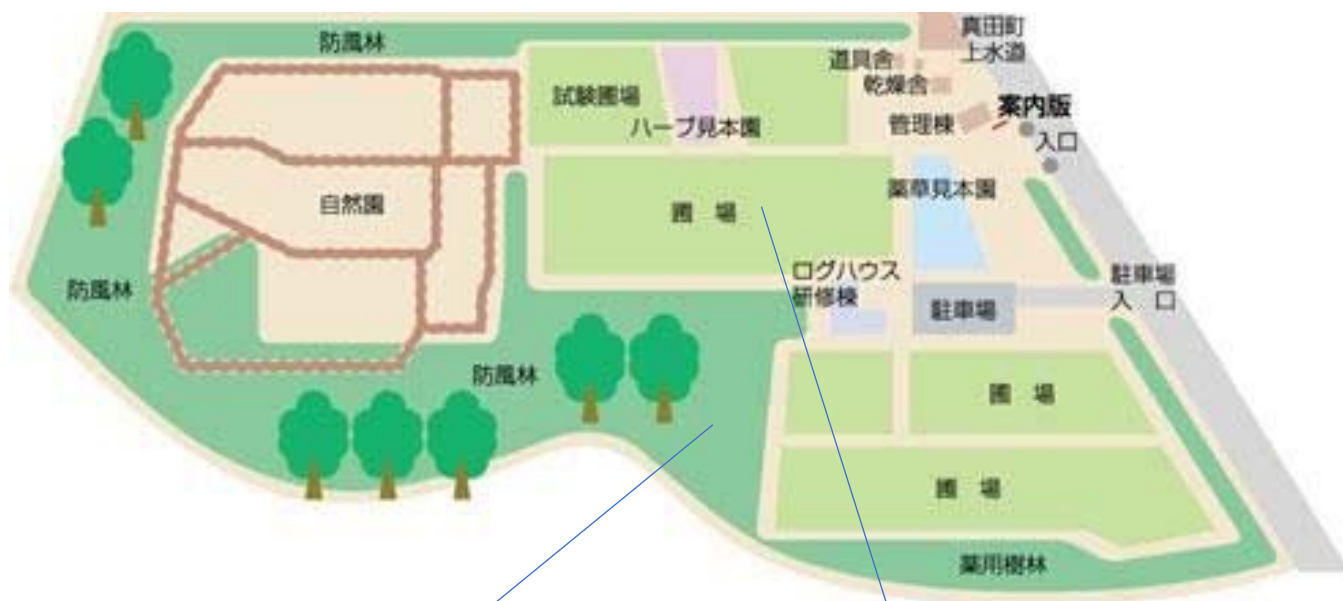 真田町
上水道
防風林
道具舎
乾燥舎
試験圃場
ハーブ見本園
管理棟
案内版
入口
薬草見本園
自然園
圃 場
ログハウス
研修棟
駐車場
入 口
防風林
駐車場
防風林
圃 場
圃 場
薬用樹林